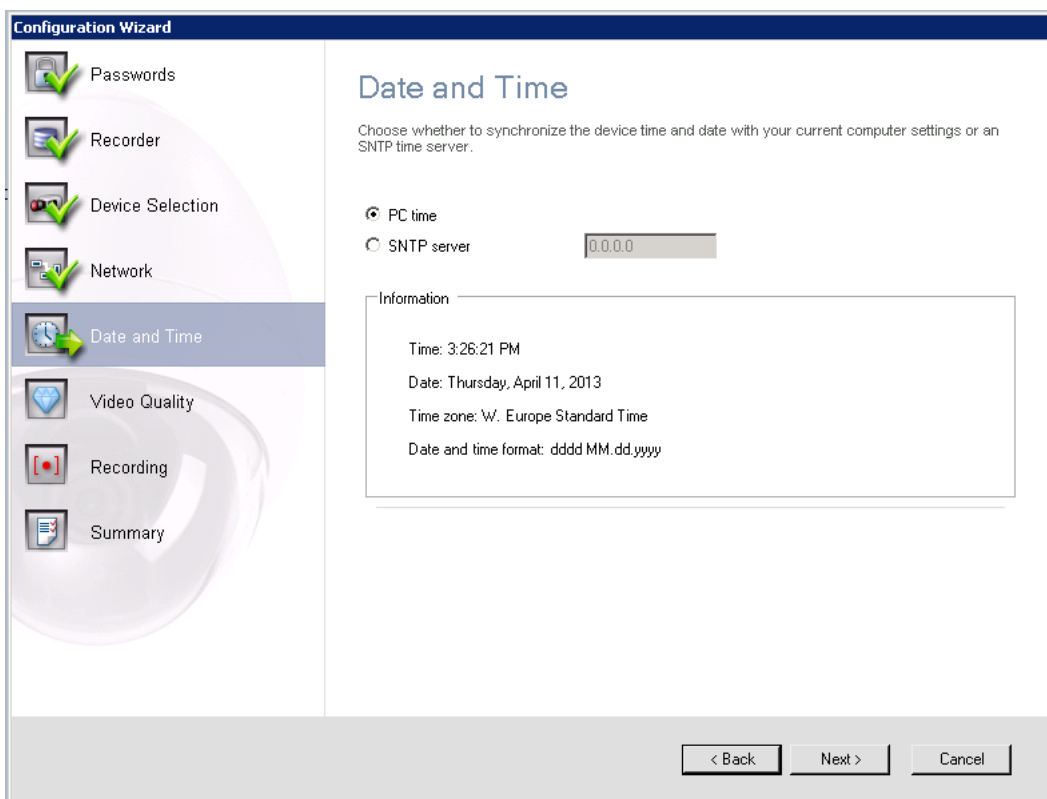 Configuration Wizard
Passwords
Recorder
Device Selection
Network
Date and Time
Video Quality
Recording
Summary
Date and Time
Choose whether to synchronize the device time and date with your current computer settings or an
SNTP time server.
PC time
SNTP server
0.0.0.0
Information
Time: 3:26:21 PM
Date: Thursday, April 11, 2013
Time zone: W. Europe Standard Time
Date and time format: dddd MM.dd.yyyy
< Back
Next >
Cancel